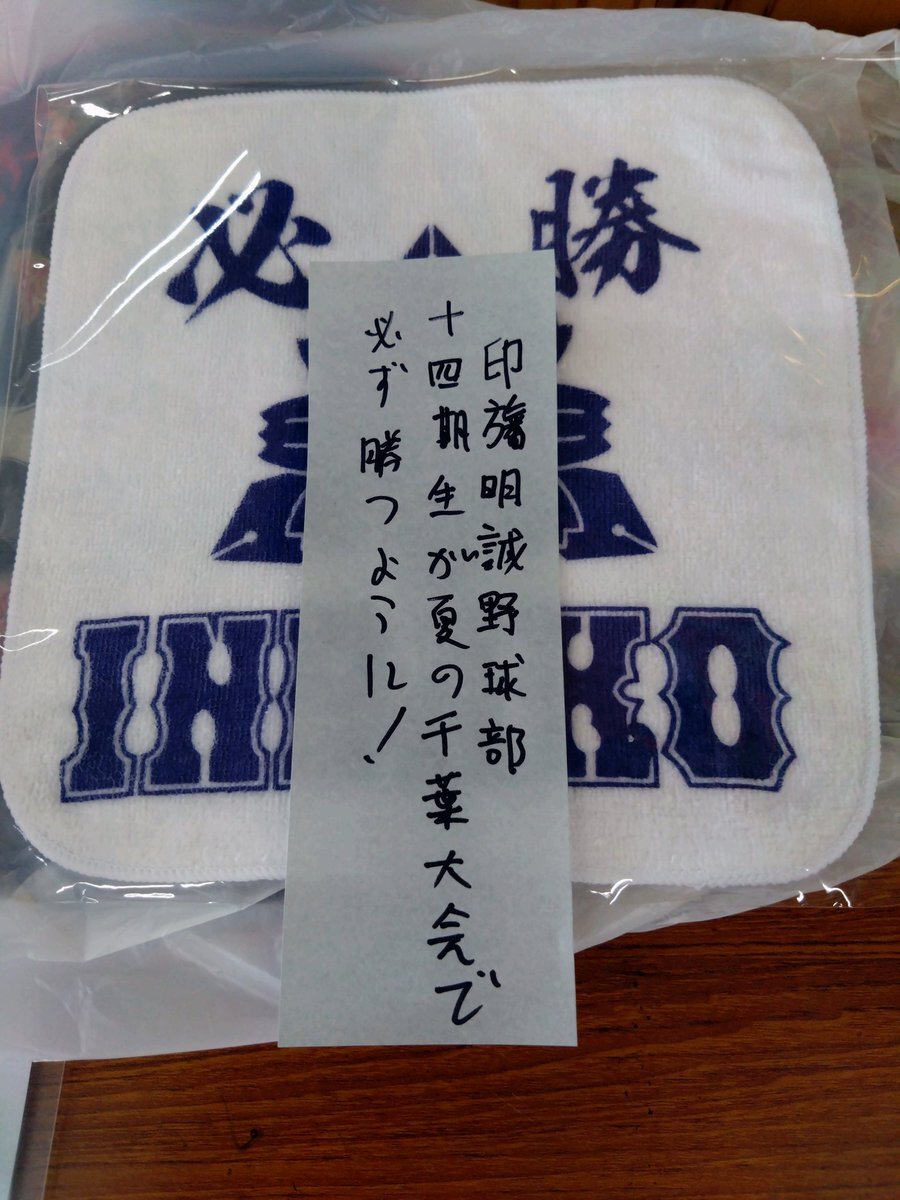 必 勝
印旛明誠野球部
十四期生が夏の千葉大会で
必ず勝つように!